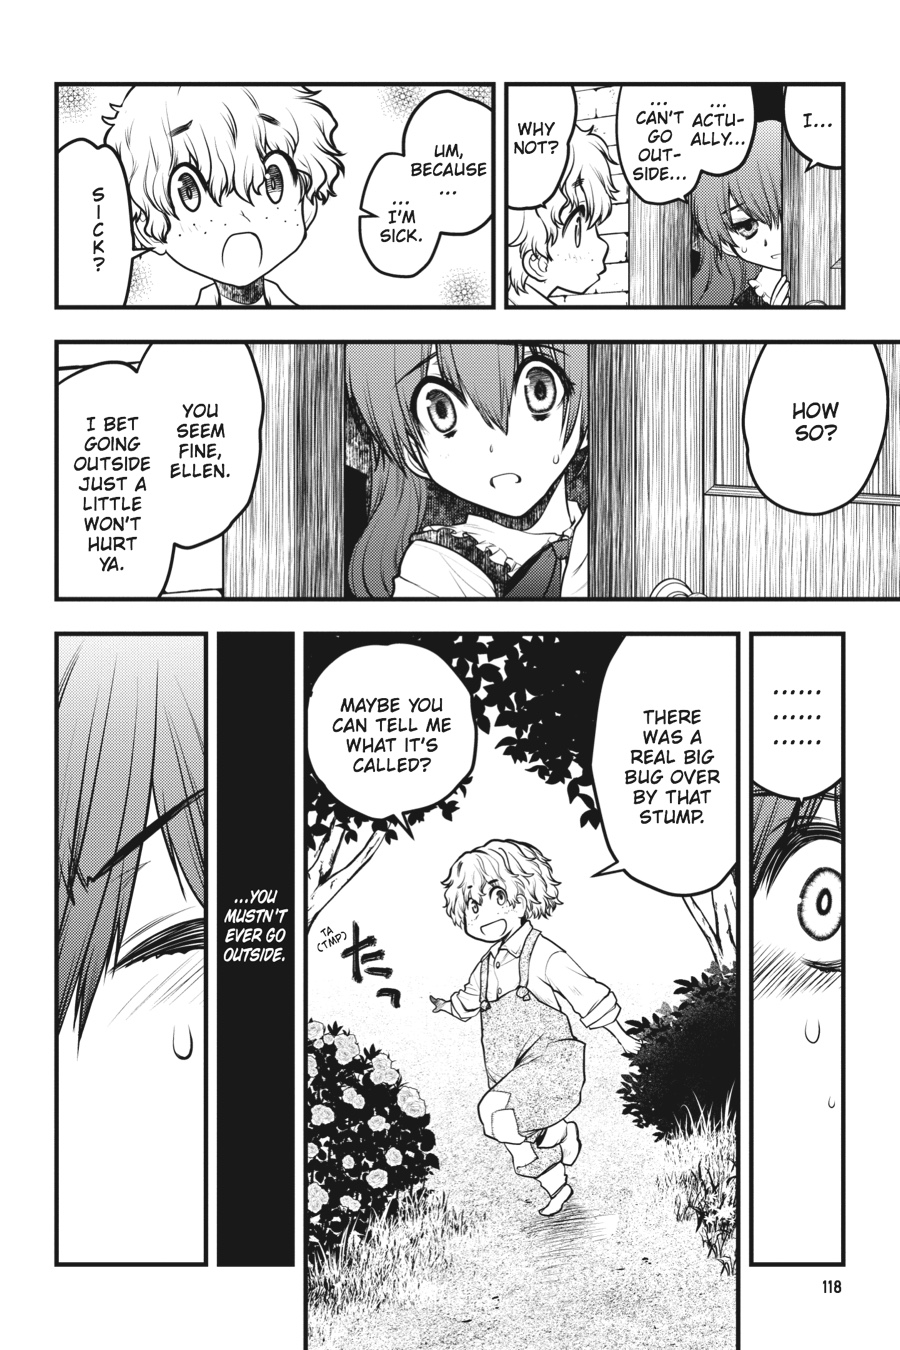 I...
...
ACTU-
ALLY...
...
CAN'T
GO
OUT-
SIDE...
WHY
NOT?
UM,
BECAUSE
...
...
I'M
SICK.
SICK?
HOW
SO?
YOU
SEEM
FINE,
ELLEN.
I BET
GOING
OUTSIDE
JUST A
LITTLE
WON'T
HURT
YA.
......
......
......
THERE
WAS A
REAL BIG
BUG OVER
BY THAT
STUMP.
MAYBE YOU
CAN TELL ME
WHAT IT'S
CALLED?
たっ
TA
(TMP)
...YOU
MUSTN'T
EVER GO
OUTSIDE.
118